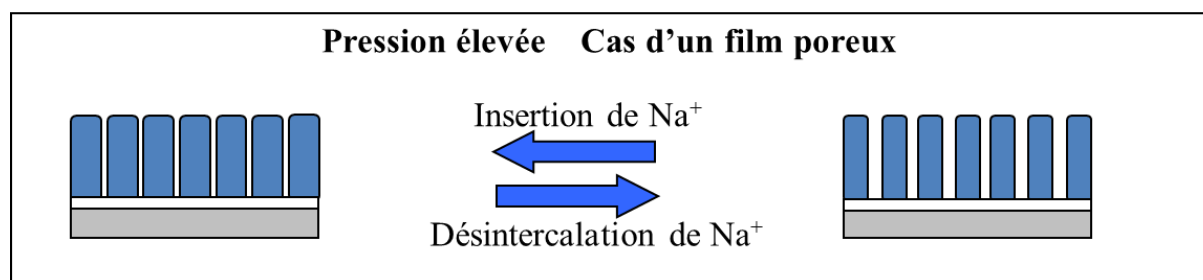 Pression élevée Cas d'un film poreux
Insertion de Na⁺
Désintercalation de Na⁺